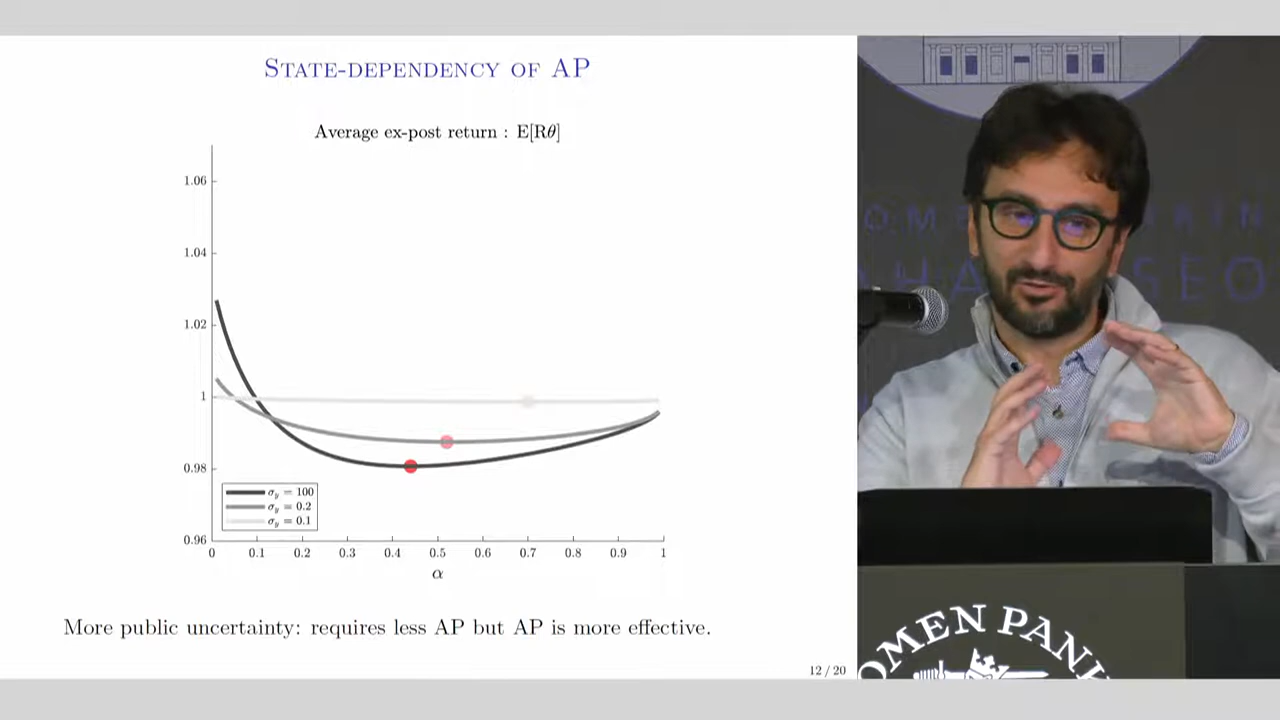 STATE-DEPENDENCY OF AP
Average ex-post return : E[Rθ]
1.06
1.04
1.02
1
0.98
0.96
σy = 100
σy = 0.2
σy = 0.1
0 0.1 0.2 0.3 0.4 0.5 0.6 0.7 0.8 0.9 1
α
More public uncertainty: requires less AP but AP is more effective.
12 / 20
OMEN PANK